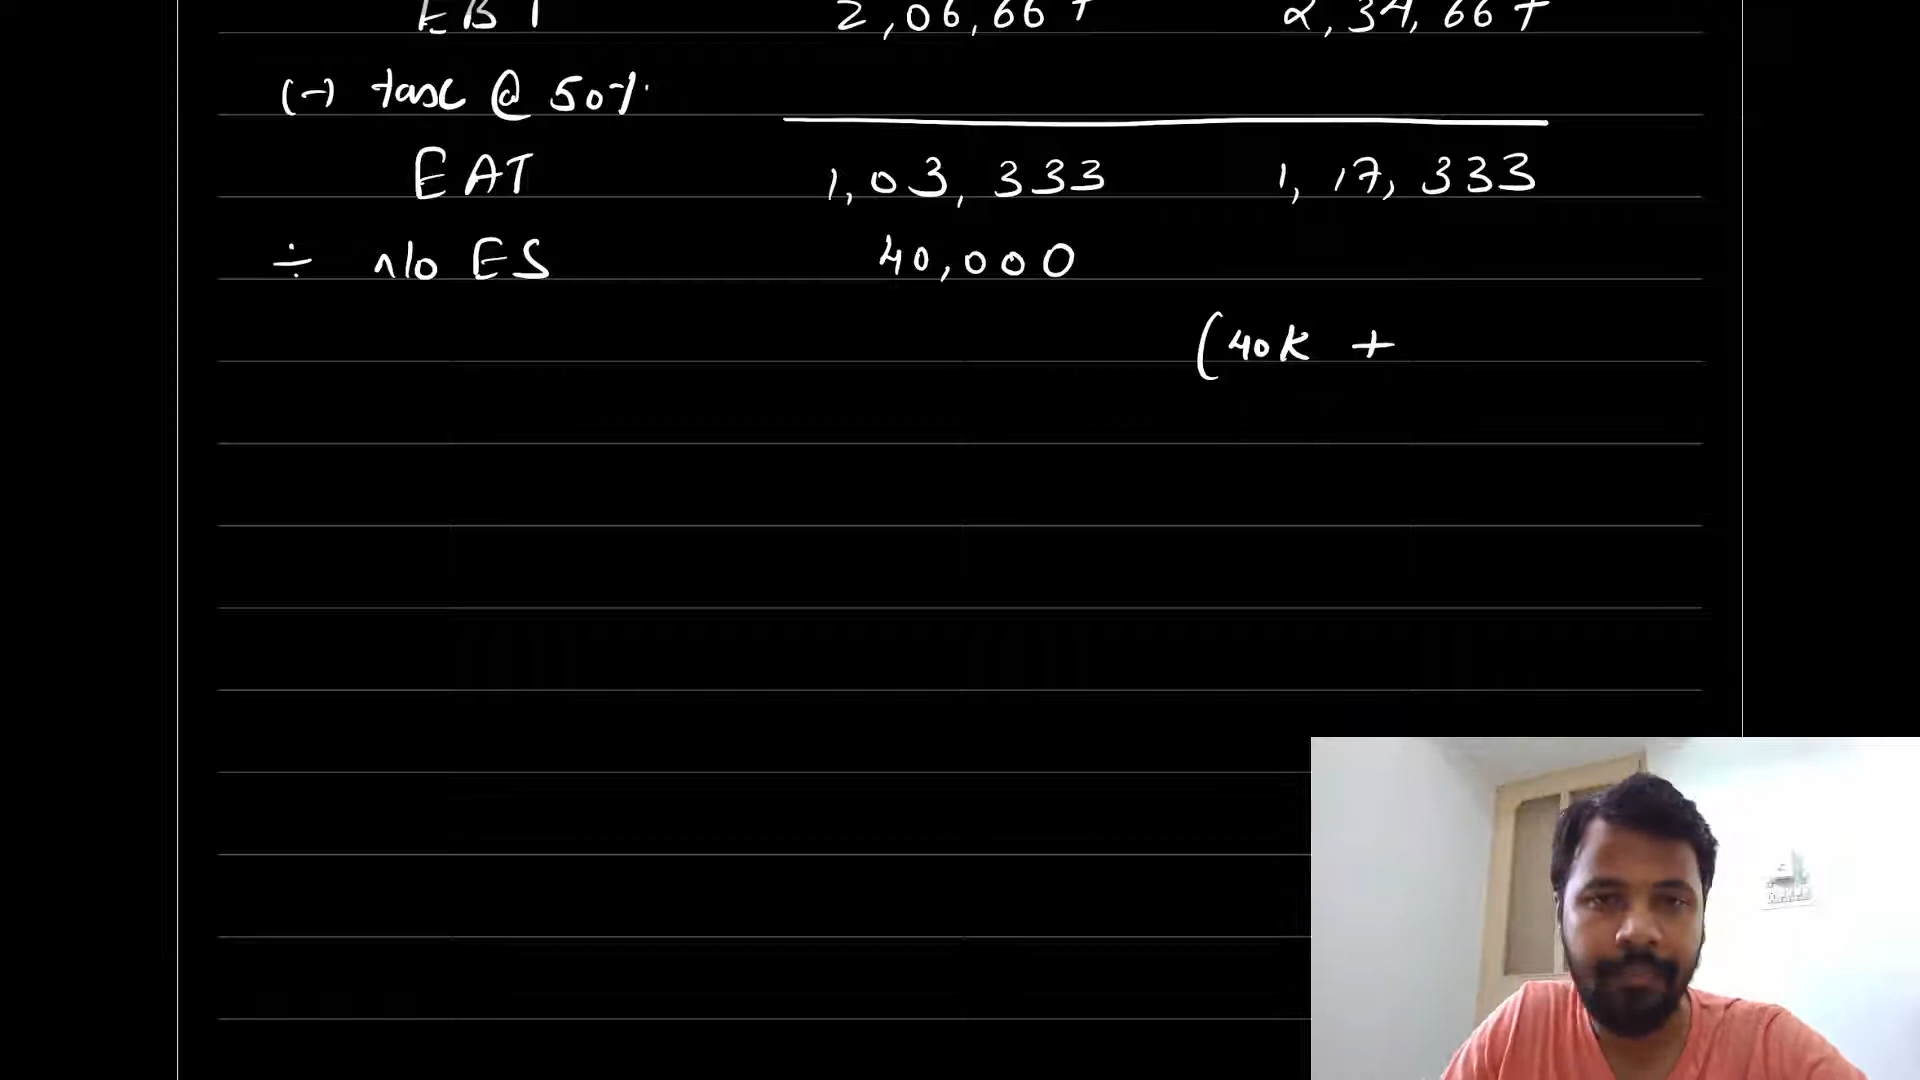 EBT 2,06,667 2,34,667
(-) tax @ 50%
EAT 1,03,333 1,17,333
÷ n/o ES 40,000
(40K +